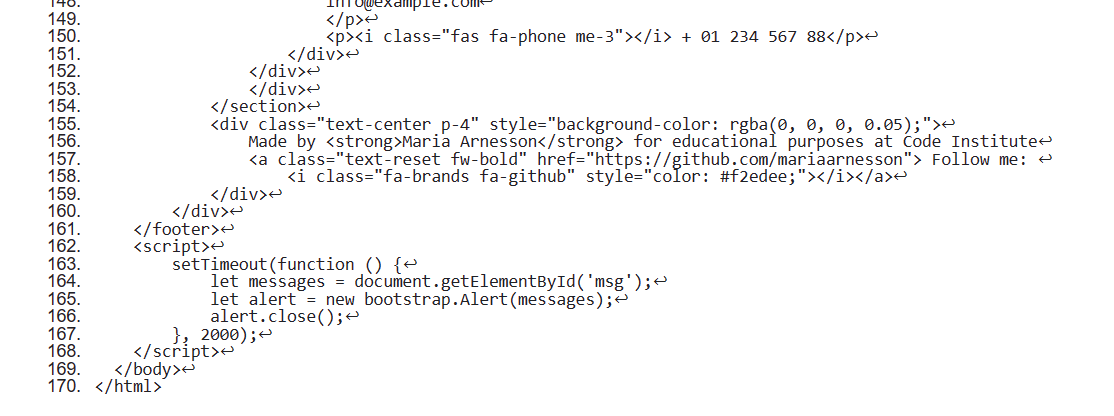 148. info@example.com↩
149. </p>↩
150. <p><i class="fas fa-phone me-3"></i> + 01 234 567 88</p>↩
151. </div>↩
152. </div>↩
153. </div>↩
154. </section>↩
155. <div class="text-center p-4" style="background-color: rgba(0, 0, 0, 0.05);">↩
156. Made by <strong>Maria Arnesson</strong> for educational purposes at Code Institute↩
157. <a class="text-reset fw-bold" href="https://github.com/mariaarnesson"> Follow me: ↩
158. <i class="fa-brands fa-github" style="color: #f2edee;"></i></a>↩
159. </div>↩
160. </div>↩
161. </footer>↩
162. <script>↩
163. setTimeout(function () {↩
164. let messages = document.getElementById('msg');↩
165. let alert = new bootstrap.Alert(messages);↩
166. alert.close();↩
167. }, 2000);↩
168. </script>↩
169. </body>↩
170. </html>